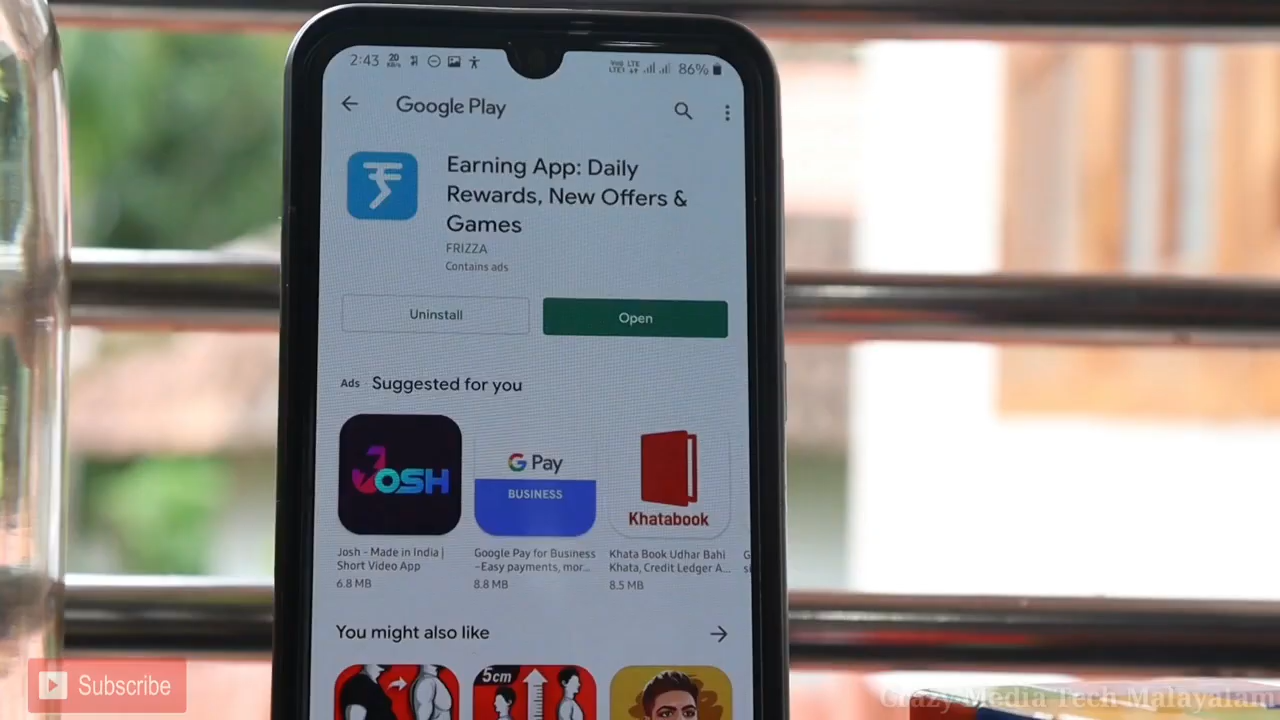 2:43
86%
Google Play
Earning App: Daily
Rewards, New Offers &
Games
FRIZZA
Contains ads
Uninstall
Open
Ads Suggested for you
JOSH
G Pay
BUSINESS
Khatabook
Josh - Made in India |
Short Video App
6.8 MB
Google Pay for Business
-Easy payments, mor...
8.8 MB
Khata Book Udhar Bahi
Khata, Credit Ledger A...
8.5 MB
You might also like
5cm
Subscribe
Crazy Media Tech Malayalam